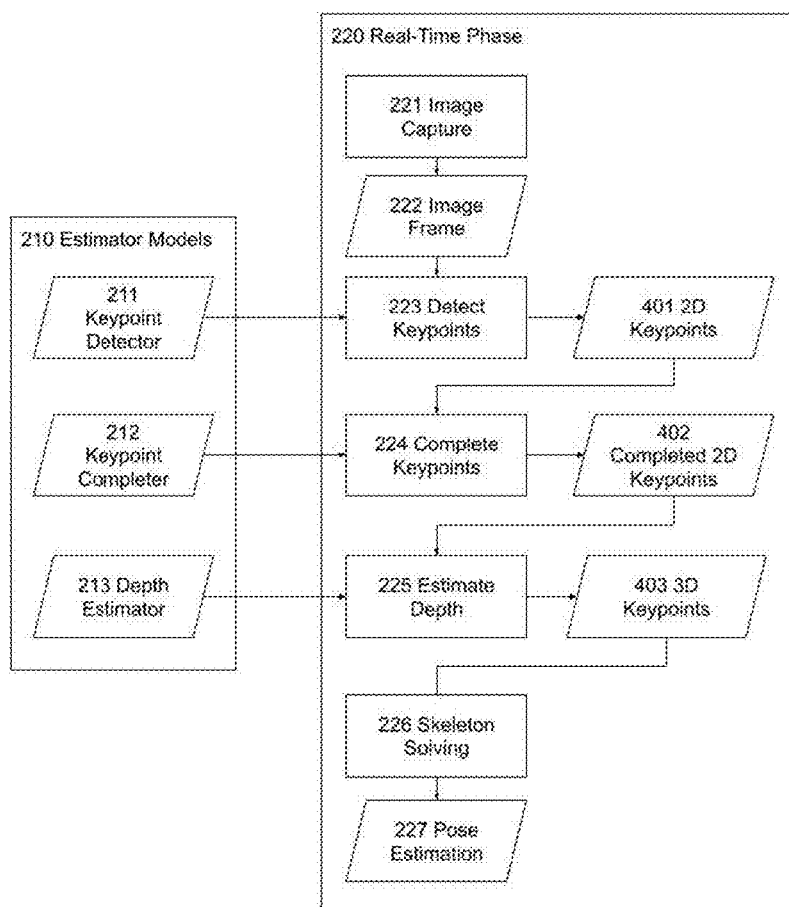 220 Real-Time Phase
221 Image
Capture
222 Image
Frame
210 Estimator Models
211
Keypoint
Detector
223 Detect
Keypoints
401 2D
Keypoints
212
Keypoint
Completer
224 Complete
Keypoints
402
Completed 2D
Keypoints
213 Depth
Estimator
225 Estimate
Depth
403 3D
Keypoints
226 Skeleton
Solving
227 Pose
Estimation